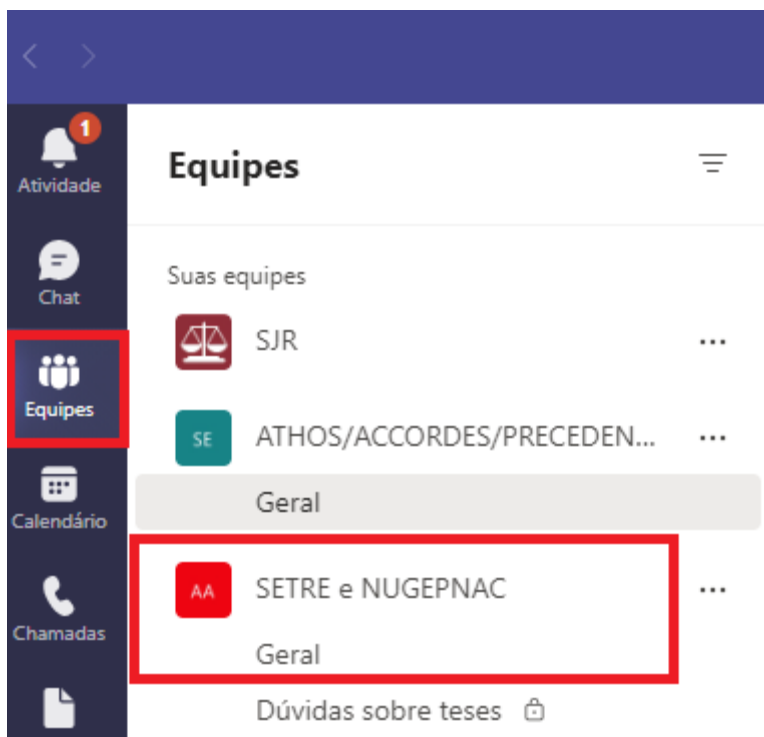 1
Atividade
Chat
Equipes
Calendário
Chamadas
Equipes
Suas equipes
SJR
SE ATHOS/ACCORDES/PRECEDEN...
Geral
AA SETRE e NUGEPNAC
Geral
Dúvidas sobre teses